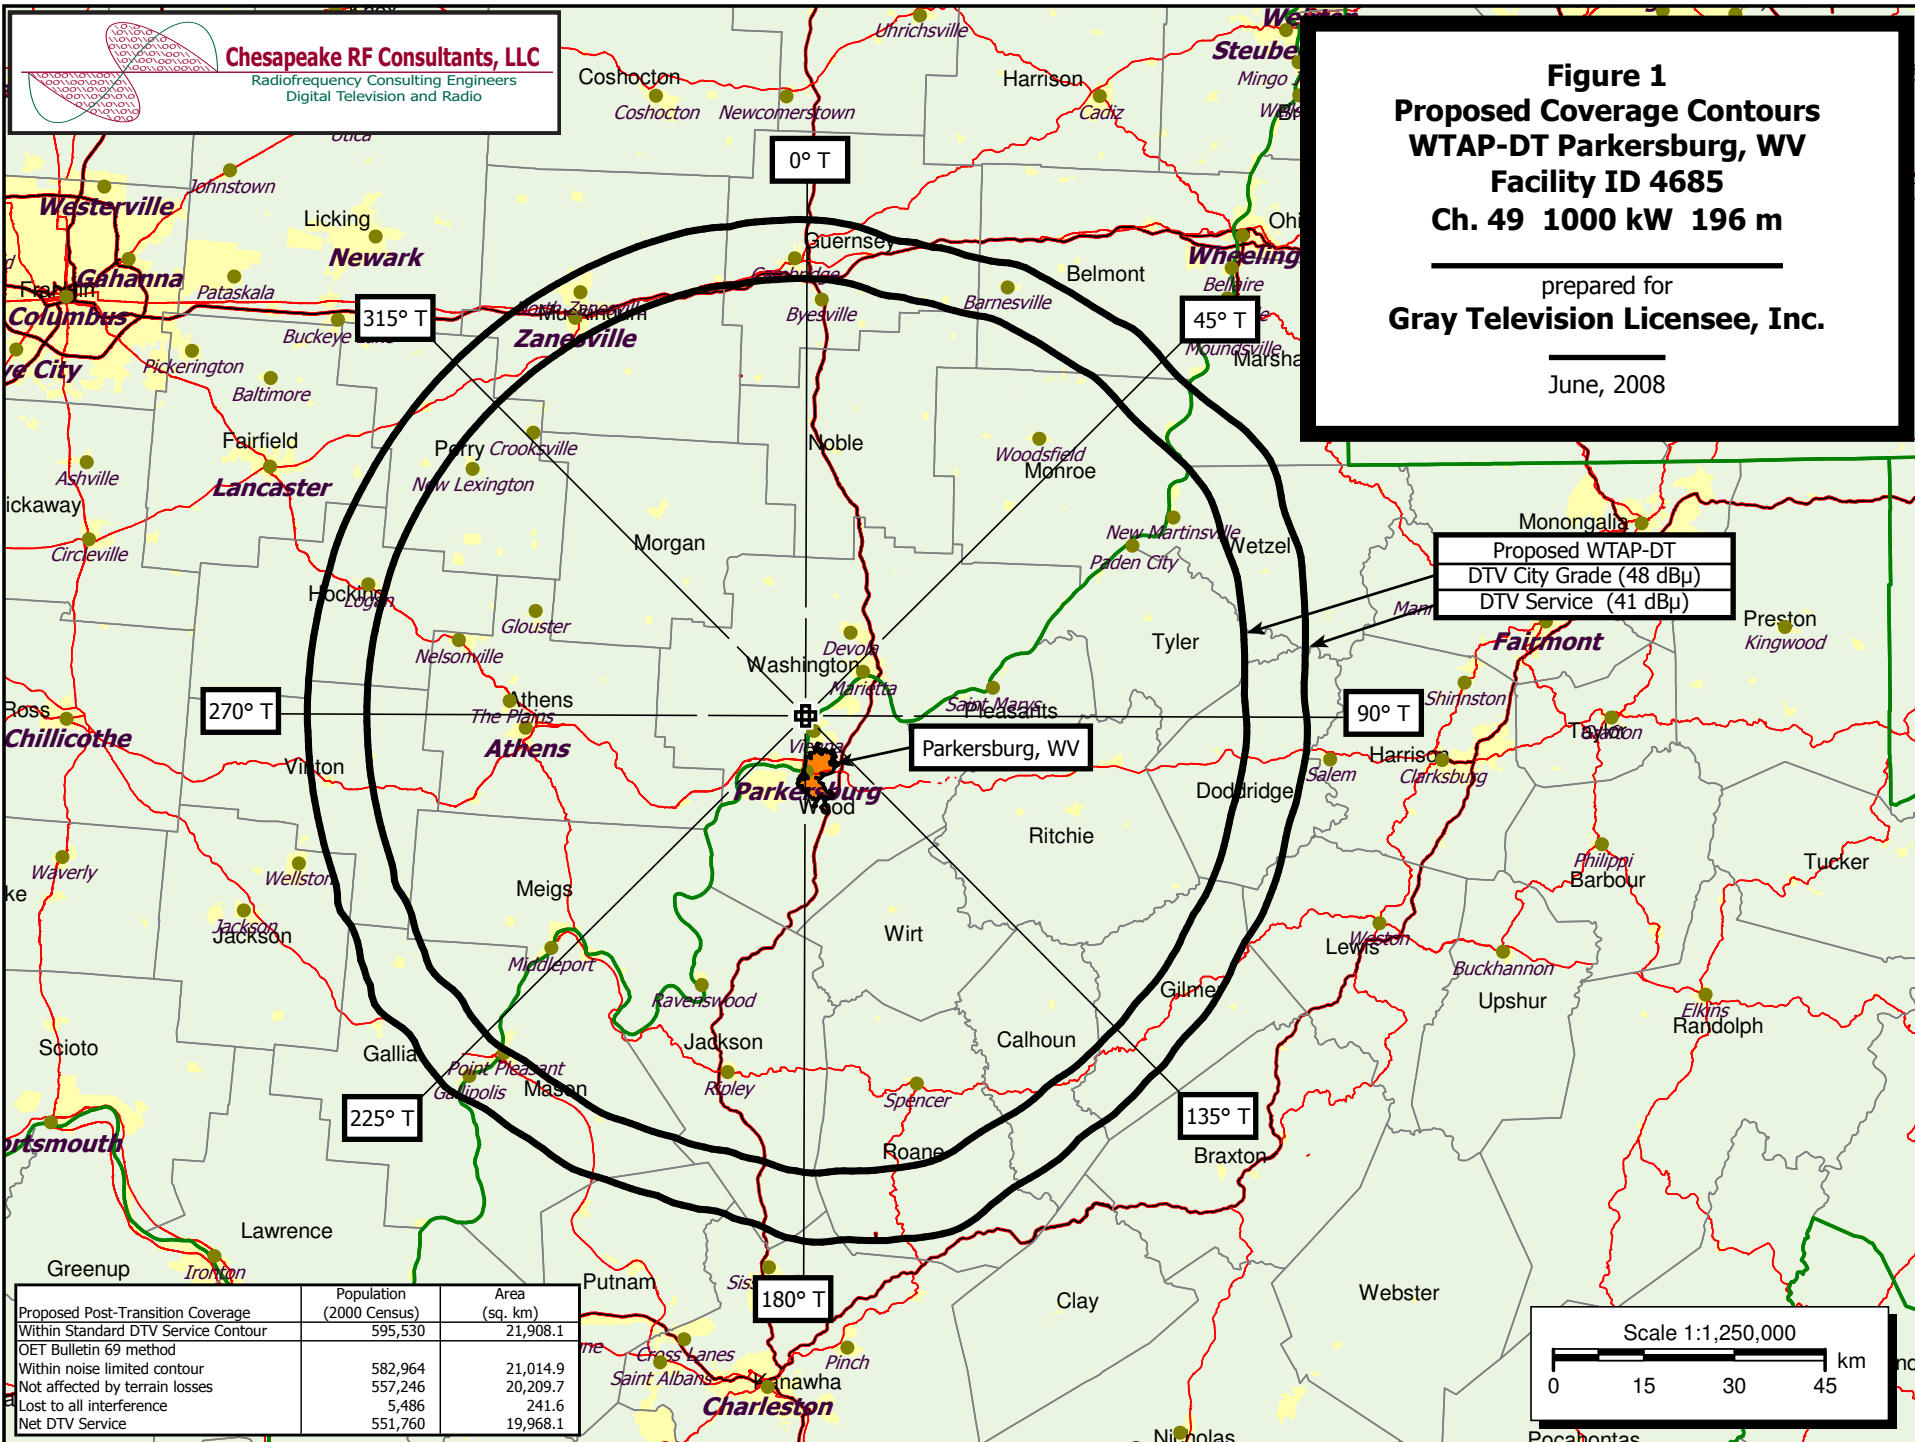 Chesapeake RF Consultants, LLC
Radiofrequency Consulting Engineers
Digital Television and Radio
Figure 1
Proposed Coverage Contours
WTAP-DT Parkersburg, WV
Facility ID 4685
Ch. 49 1000 kW 196 m
prepared for
Gray Television Licensee, Inc.
June, 2008
Uhrichsville
Coshocton
Coshocton
Newcomerstown
Harrison
Cadiz
Utica
0° T
Johnstown
Westerville
Licking
Newark
Gahanna
Pataskala
Franklin
Columbus
Buckeye
Pickerington
Baltimore
315° T
North Zanesville
Muskingum
Zanesville
Guernsey
Cambridge
Byesville
Barnesville
Belmont
Wheeling
Bellaire
45° T
Moundsville
Fairfield
Lancaster
Ashville
Circleville
Perry
Crooksville
New Lexington
Noble
Woodsfield
Monroe
Morgan
New Martinsville
Paden City
Wetzel
Monongalia
Proposed WTAP-DT
DTV City Grade (48 dBµ)
DTV Service (41 dBµ)
Fairmont
Preston
Kingwood
Hocking
Logan
Glouster
Nelsonville
Devola
Washington
Marietta
Tyler
Shinnston
270° T
Ross
Chillicothe
Athens
The Plains
Athens
Saint Marys
Pleasants
90° T
Taylor
Grafton
Vienna
Parkersburg, WV
Parkersburg
Wood
Vinton
Harrison
Salem
Clarksburg
Doddridge
Ritchie
Waverly
Wellston
Meigs
Philippi
Barbour
Tucker
Jackson
Jackson
Middleport
Wirt
Lewis
Weston
Buckhannon
Upshur
Ravenswood
Gilmer
Elkins
Randolph
Scioto
Gallia
Point Pleasant
Gallipolis
Mason
Jackson
Ripley
Calhoun
Spencer
225° T
135° T
Roane
Braxton
Lawrence
Greenup
Ironton
Putnam
180° T
Clay
Webster
Cross Lanes
Saint Albans
Pinch
Kanawha
Charleston
Nicholas
Pocahontas
Proposed Post-Transition Coverage Population (2000 Census) Area (sq. km)
Within Standard DTV Service Contour 595,530 21,908.1
OET Bulletin 69 method
Within noise limited contour 582,964 21,014.9
Not affected by terrain losses 557,246 20,209.7
Lost to all interference 5,486 241.6
Net DTV Service 551,760 19,968.1
Scale 1:1,250,000
km
0 15 30 45